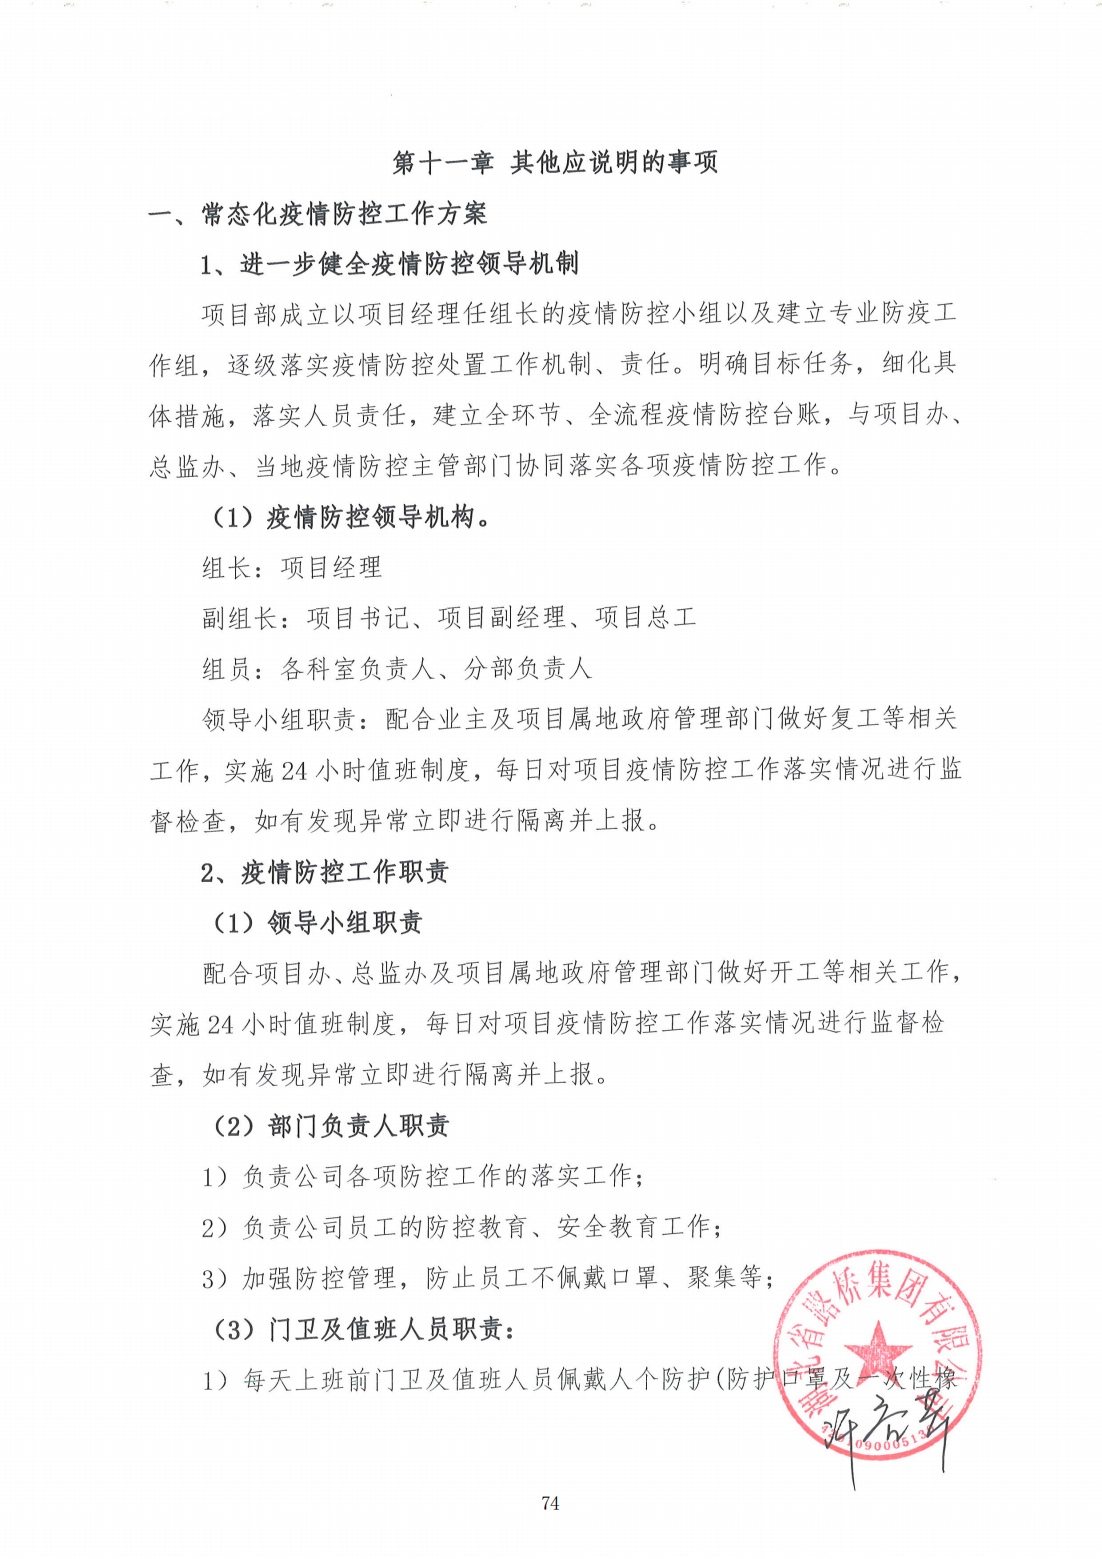 第十一章 其他应说明的事项
一、常态化疫情防控工作方案
1、进一步健全疫情防控领导机制
项目部成立以项目经理任组长的疫情防控小组以及建立专业防疫工
作组，逐级落实疫情防控处置工作机制、责任。明确目标任务，细化具
体措施，落实人员责任，建立全环节、全流程疫情防控台账，与项目办、
总监办、当地疫情防控主管部门协同落实各项疫情防控工作。
（1）疫情防控领导机构。
组长：项目经理
副组长：项目书记、项目副经理、项目总工
组员：各科室负责人、分部负责人
领导小组职责：配合业主及项目属地政府管理部门做好复工等相关
工作，实施 24 小时值班制度，每日对项目疫情防控工作落实情况进行监
督检查，如有发现异常立即进行隔离并上报。
2、疫情防控工作职责
（1）领导小组职责
配合项目办、总监办及项目属地政府管理部门做好开工等相关工作，
实施 24 小时值班制度，每日对项目疫情防控工作落实情况进行监督检
查，如有发现异常立即进行隔离并上报。
（2）部门负责人职责
1）负责公司各项防控工作的落实工作；
2）负责公司员工的防控教育、安全教育工作；
3）加强防控管理，防止员工不佩戴口罩、聚集等；
（3）门卫及值班人员职责：
1）每天上班前门卫及值班人员佩戴人个防护(防护口罩及一次性橡
湖北省路桥集团有限公司
74